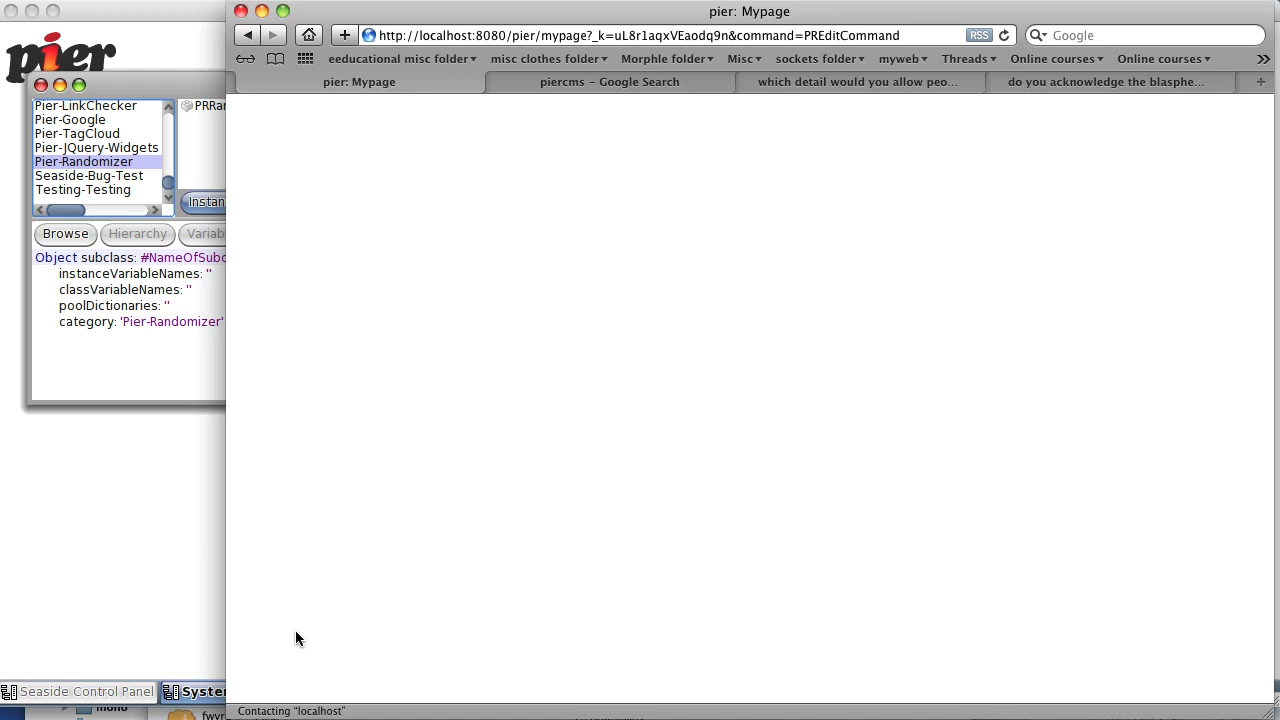 pier: Mypage
http://localhost:8080/pier/mypage?_k=uL8r1aqxVEaodq9n&command=PREditCommand
RSS
Google
eeducational misc folder
misc clothes folder
Morphle folder
Misc
sockets folder
myweb
Threads
Online courses
Online courses
pier: Mypage
piercms – Google Search
which detail would you allow peo...
do you acknowledge the blasphe...
pier
Pier-LinkChecker
Pier-Google
Pier-TagCloud
Pier-JQuery-Widgets
Pier-Randomizer
Seaside-Bug-Test
Testing-Testing
PRRan
Instan
Browse
Hierarchy
Variab
Object subclass: #NameOfSubc
instanceVariableNames: ''
classVariableNames: ''
poolDictionaries: ''
category: 'Pier-Randomizer'
Seaside Control Panel
System
mono
Contacting “localhost”